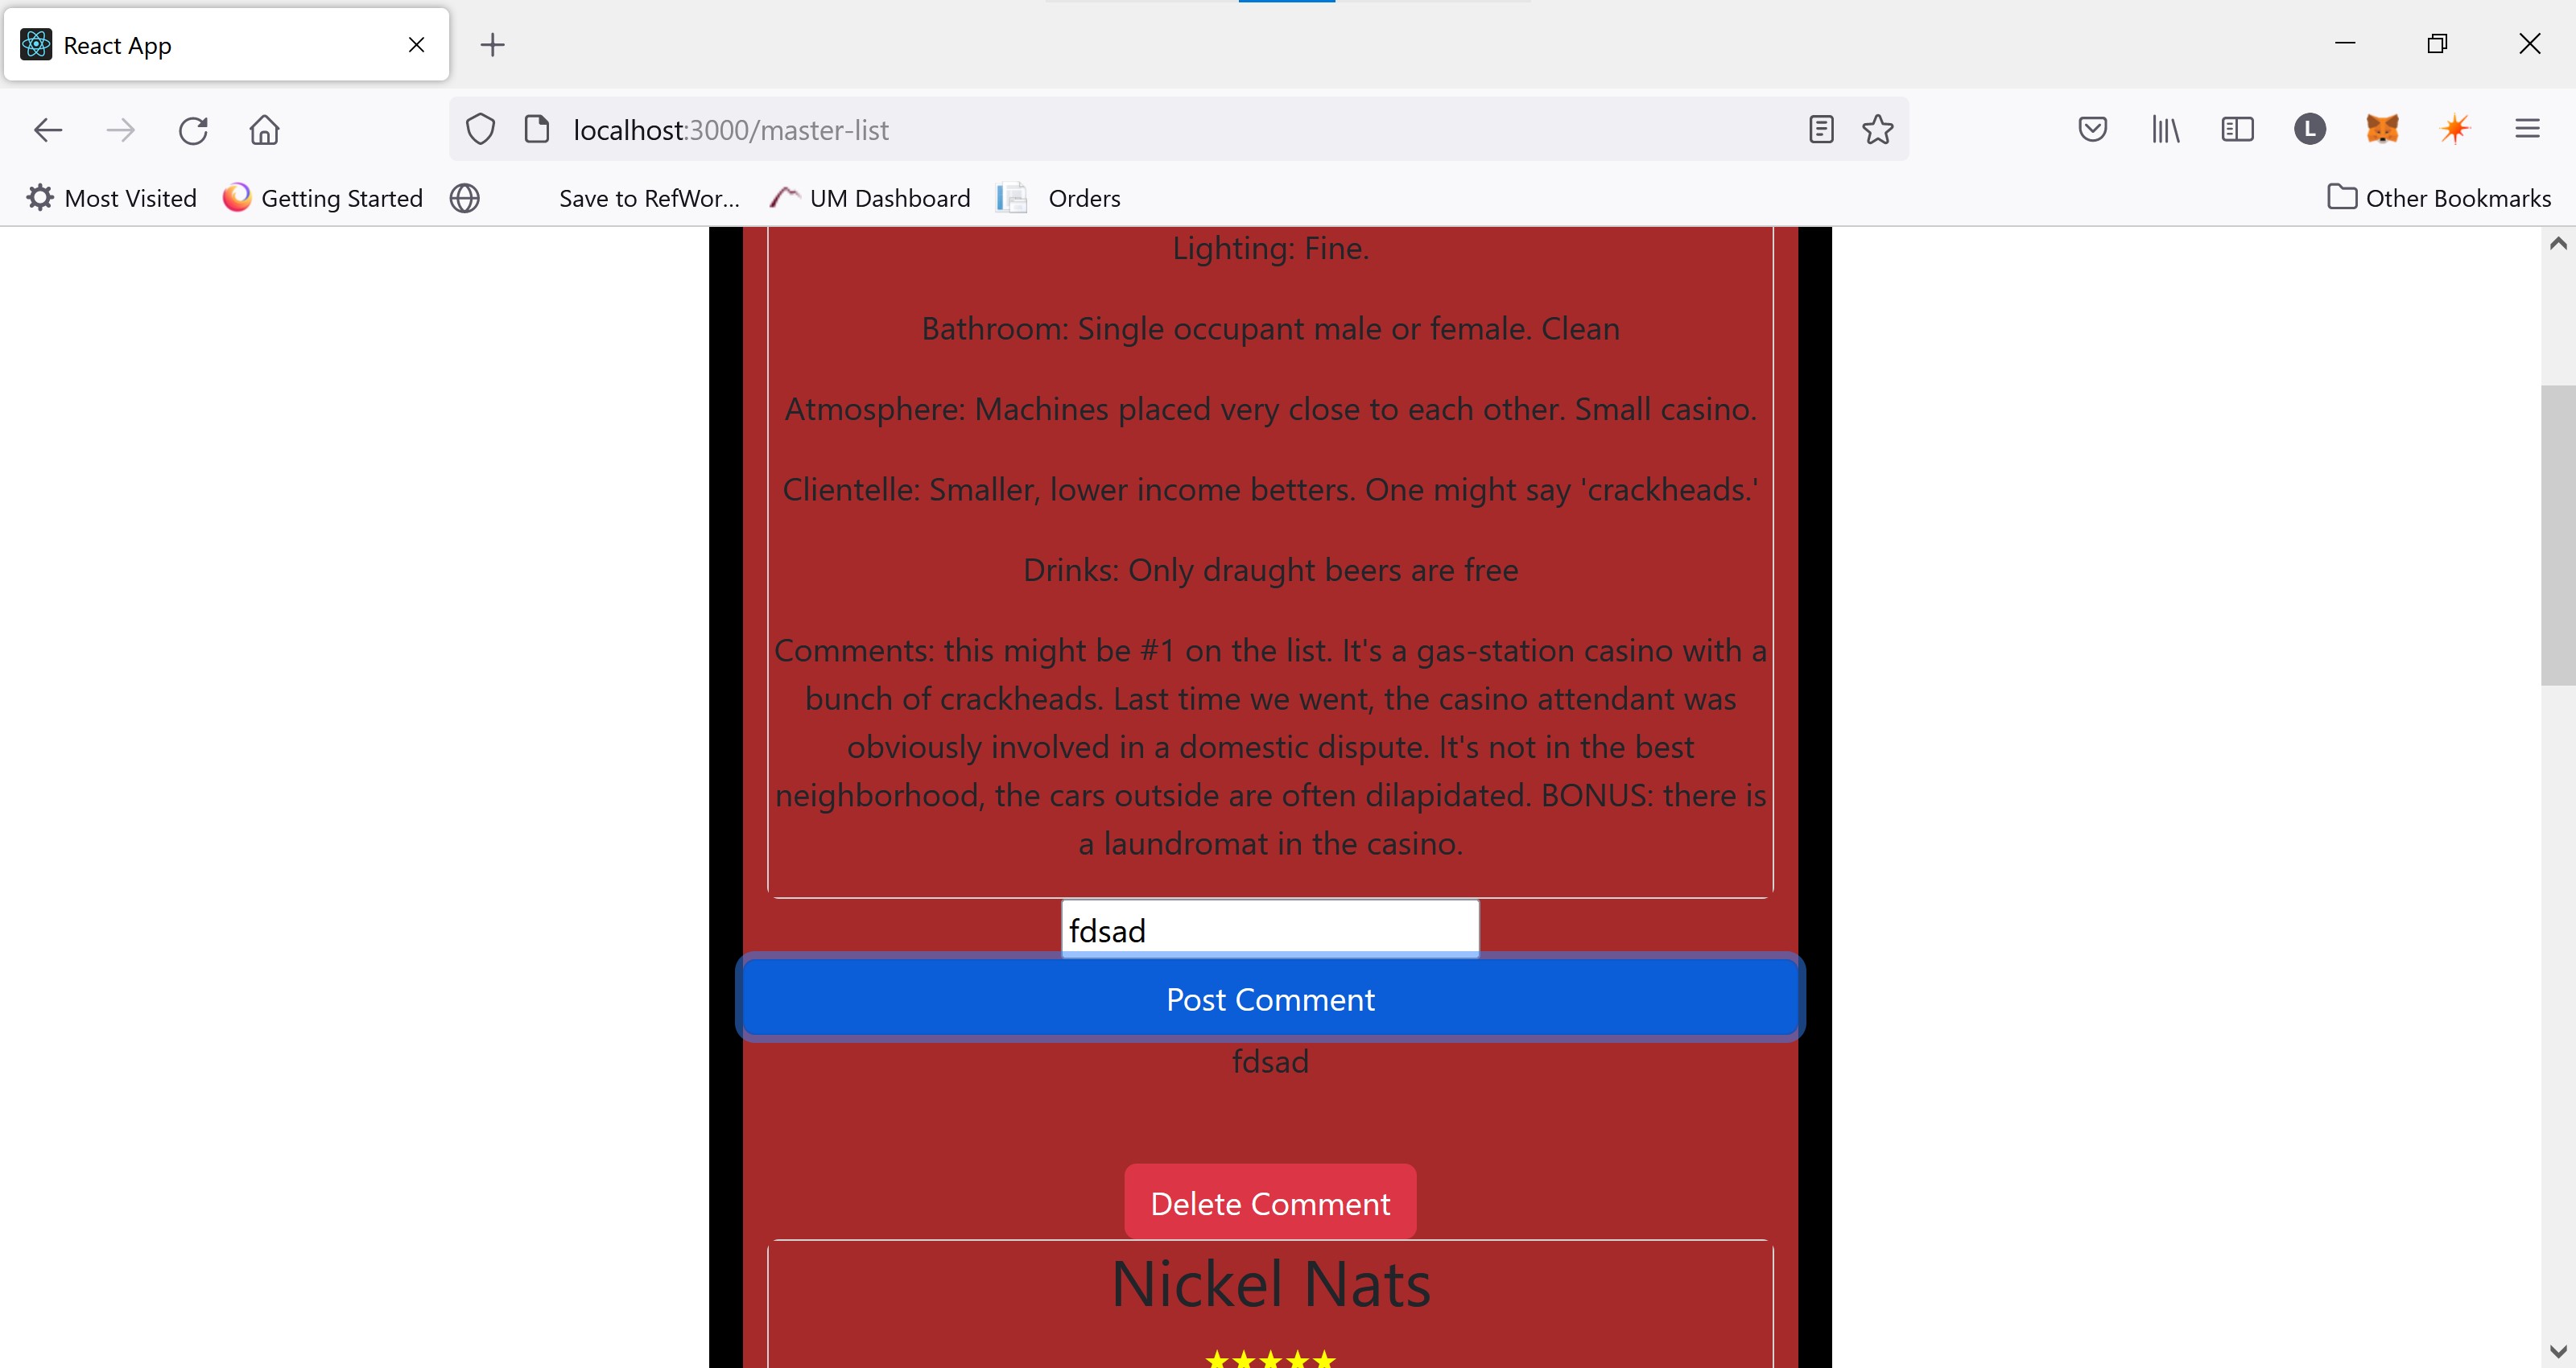 React App
localhost:3000/master-list
L
Most Visited
Getting Started
Save to RefWor...
UM Dashboard
Orders
Other Bookmarks
Lighting: Fine.
Bathroom: Single occupant male or female. Clean
Atmosphere: Machines placed very close to each other. Small casino.
Clientelle: Smaller, lower income betters. One might say 'crackheads.'
Drinks: Only draught beers are free
Comments: this might be #1 on the list. It's a gas-station casino with a
bunch of crackheads. Last time we went, the casino attendant was
obviously involved in a domestic dispute. It's not in the best
neighborhood, the cars outside are often dilapidated. BONUS: there is
a laundromat in the casino.
fdsad
Post Comment
fdsad
Delete Comment
Nickel Nats